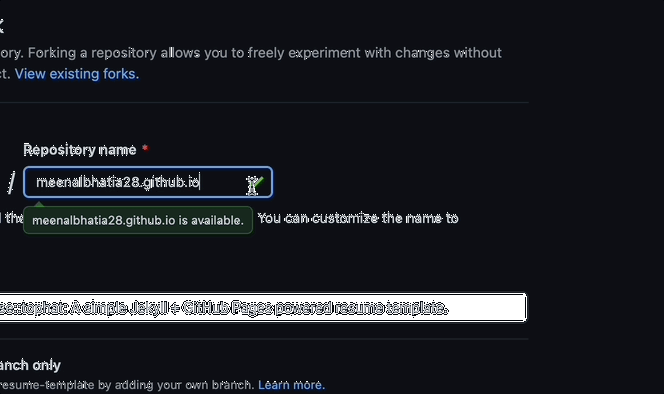 ory. Forking a repository allows you to freely experiment with changes without
ct. View existing forks.
Repository name *
/ meenalbhatia28.github.io
l the You can customize the name to
meenalbhatia28.github.io is available.
A simple Jekyll + GitHub Pages powered resume template.
anch only
resume-template by adding your own branch. Learn more.